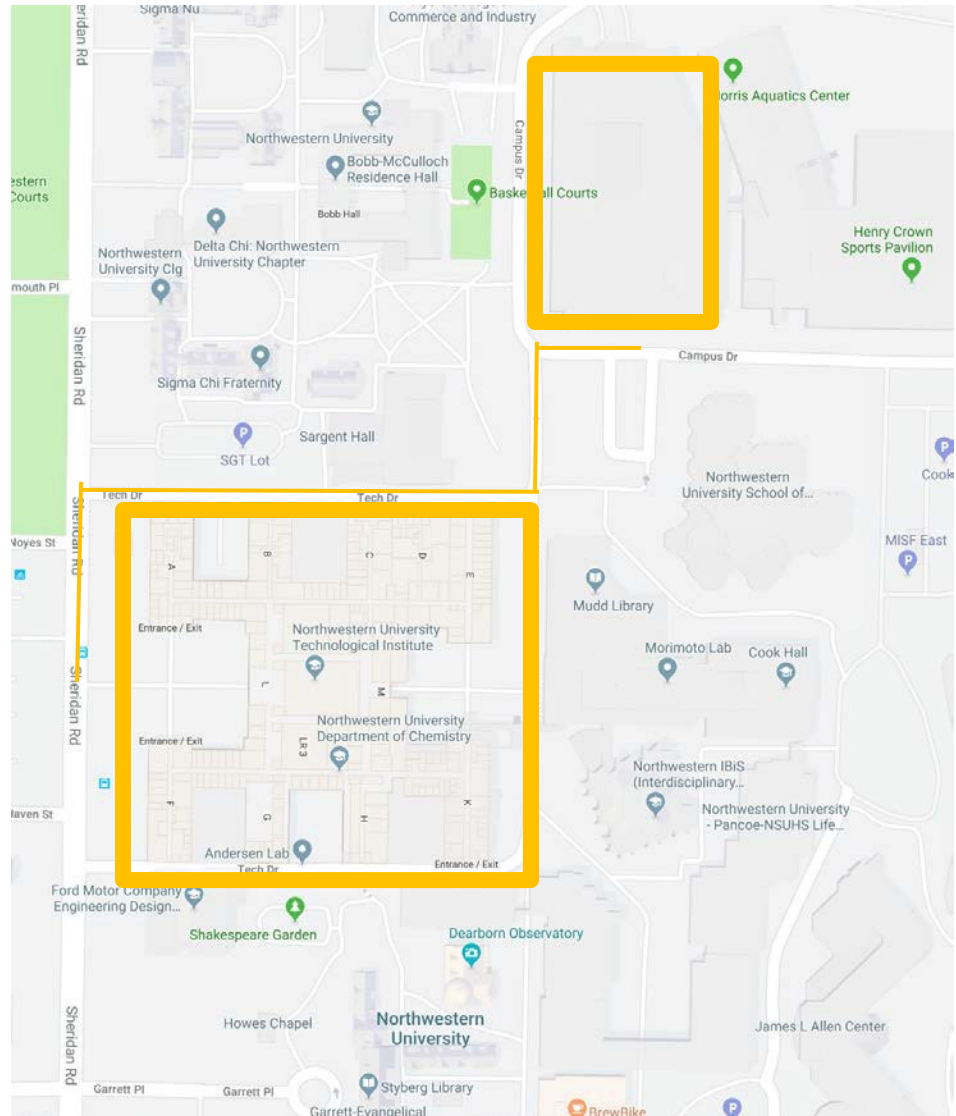 Sigma Nu
Commerce and Industry
Sheridan Rd
Northwestern University
Bobb-McCulloch
Residence Hall
Bobb Hall
Campus Dr
orris Aquatics Center
Courts
Basketball Courts
Delta Chi: Northwestern
University Chapter
Northwestern
University Clg
Henry Crown
Sports Pavilion
mouth Pl
Sheridan Rd
Sigma Chi Fraternity
Campus Dr
Sargent Hall
P
SGT Lot
Northwestern
University School of...
P
Cook
Tech Dr
Tech Dr
Sheridan Rd
Noyes St
MISF East
P
A
B
C
D
E
Mudd Library
Entrance / Exit
Northwestern University
Technological Institute
Morimoto Lab
Cook Hall
Sheridan Rd
L
M
Northwestern University
Department of Chemistry
Entrance / Exit
LR3
Northwestern IBiS
(Interdisciplinary...
Northwestern University
- Pancoe-NSUHS Life...
F
G
H
K
Andersen Lab
Tech Dr
Entrance / Exit
Ford Motor Company
Engineering Design...
Shakespeare Garden
Dearborn Observatory
Howes Chapel
Northwestern
University
James L Allen Center
Sheridan Rd
Garrett Pl
Garrett Pl
Styberg Library
Garrett-Evangelical
BrewBike
P